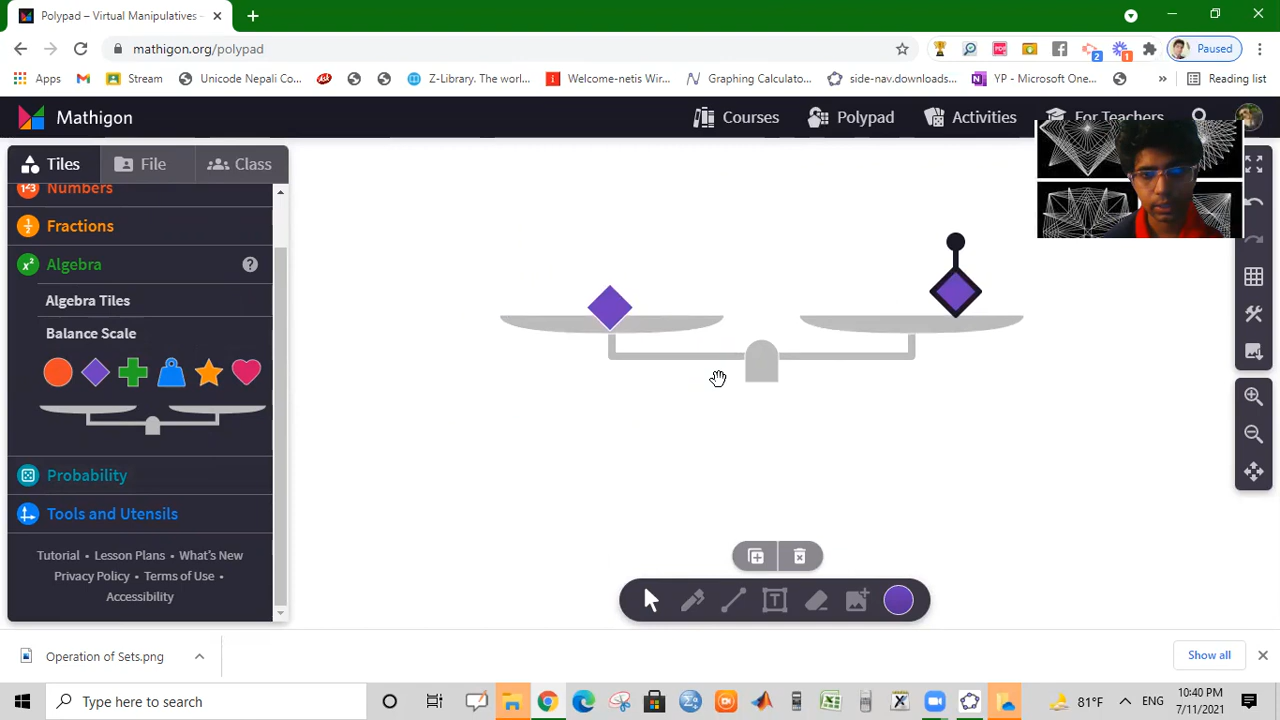 Polypad – Virtual Manipulatives –
mathigon.org/polypad
2
1
Paused
Apps
Stream
Unicode Nepali Co...
Z-Library. The worl...
Welcome-netis Wir...
Graphing Calculato...
side-nav.downloads...
YP - Microsoft One...
»
Reading list
Mathigon
Courses
Polypad
Activities
For Teachers
Tiles
File
Class
Numbers
Fractions
x² Algebra ?
Algebra Tiles
Balance Scale
Probability
Tools and Utensils
Tutorial • Lesson Plans • What's New
Privacy Policy • Terms of Use •
Accessibility
T
Operation of Sets.png
Show all
Type here to search
81°F
ENG
10:40 PM
7/11/2021